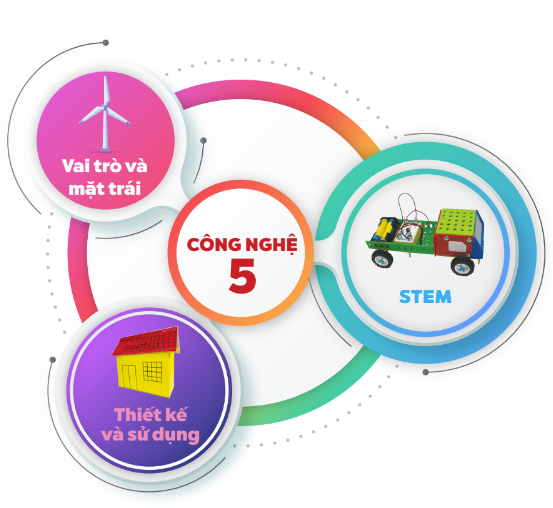 Vai trò và
mặt trái
CÔNG NGHỆ
5
STEM
Thiết kế
và sử dụng